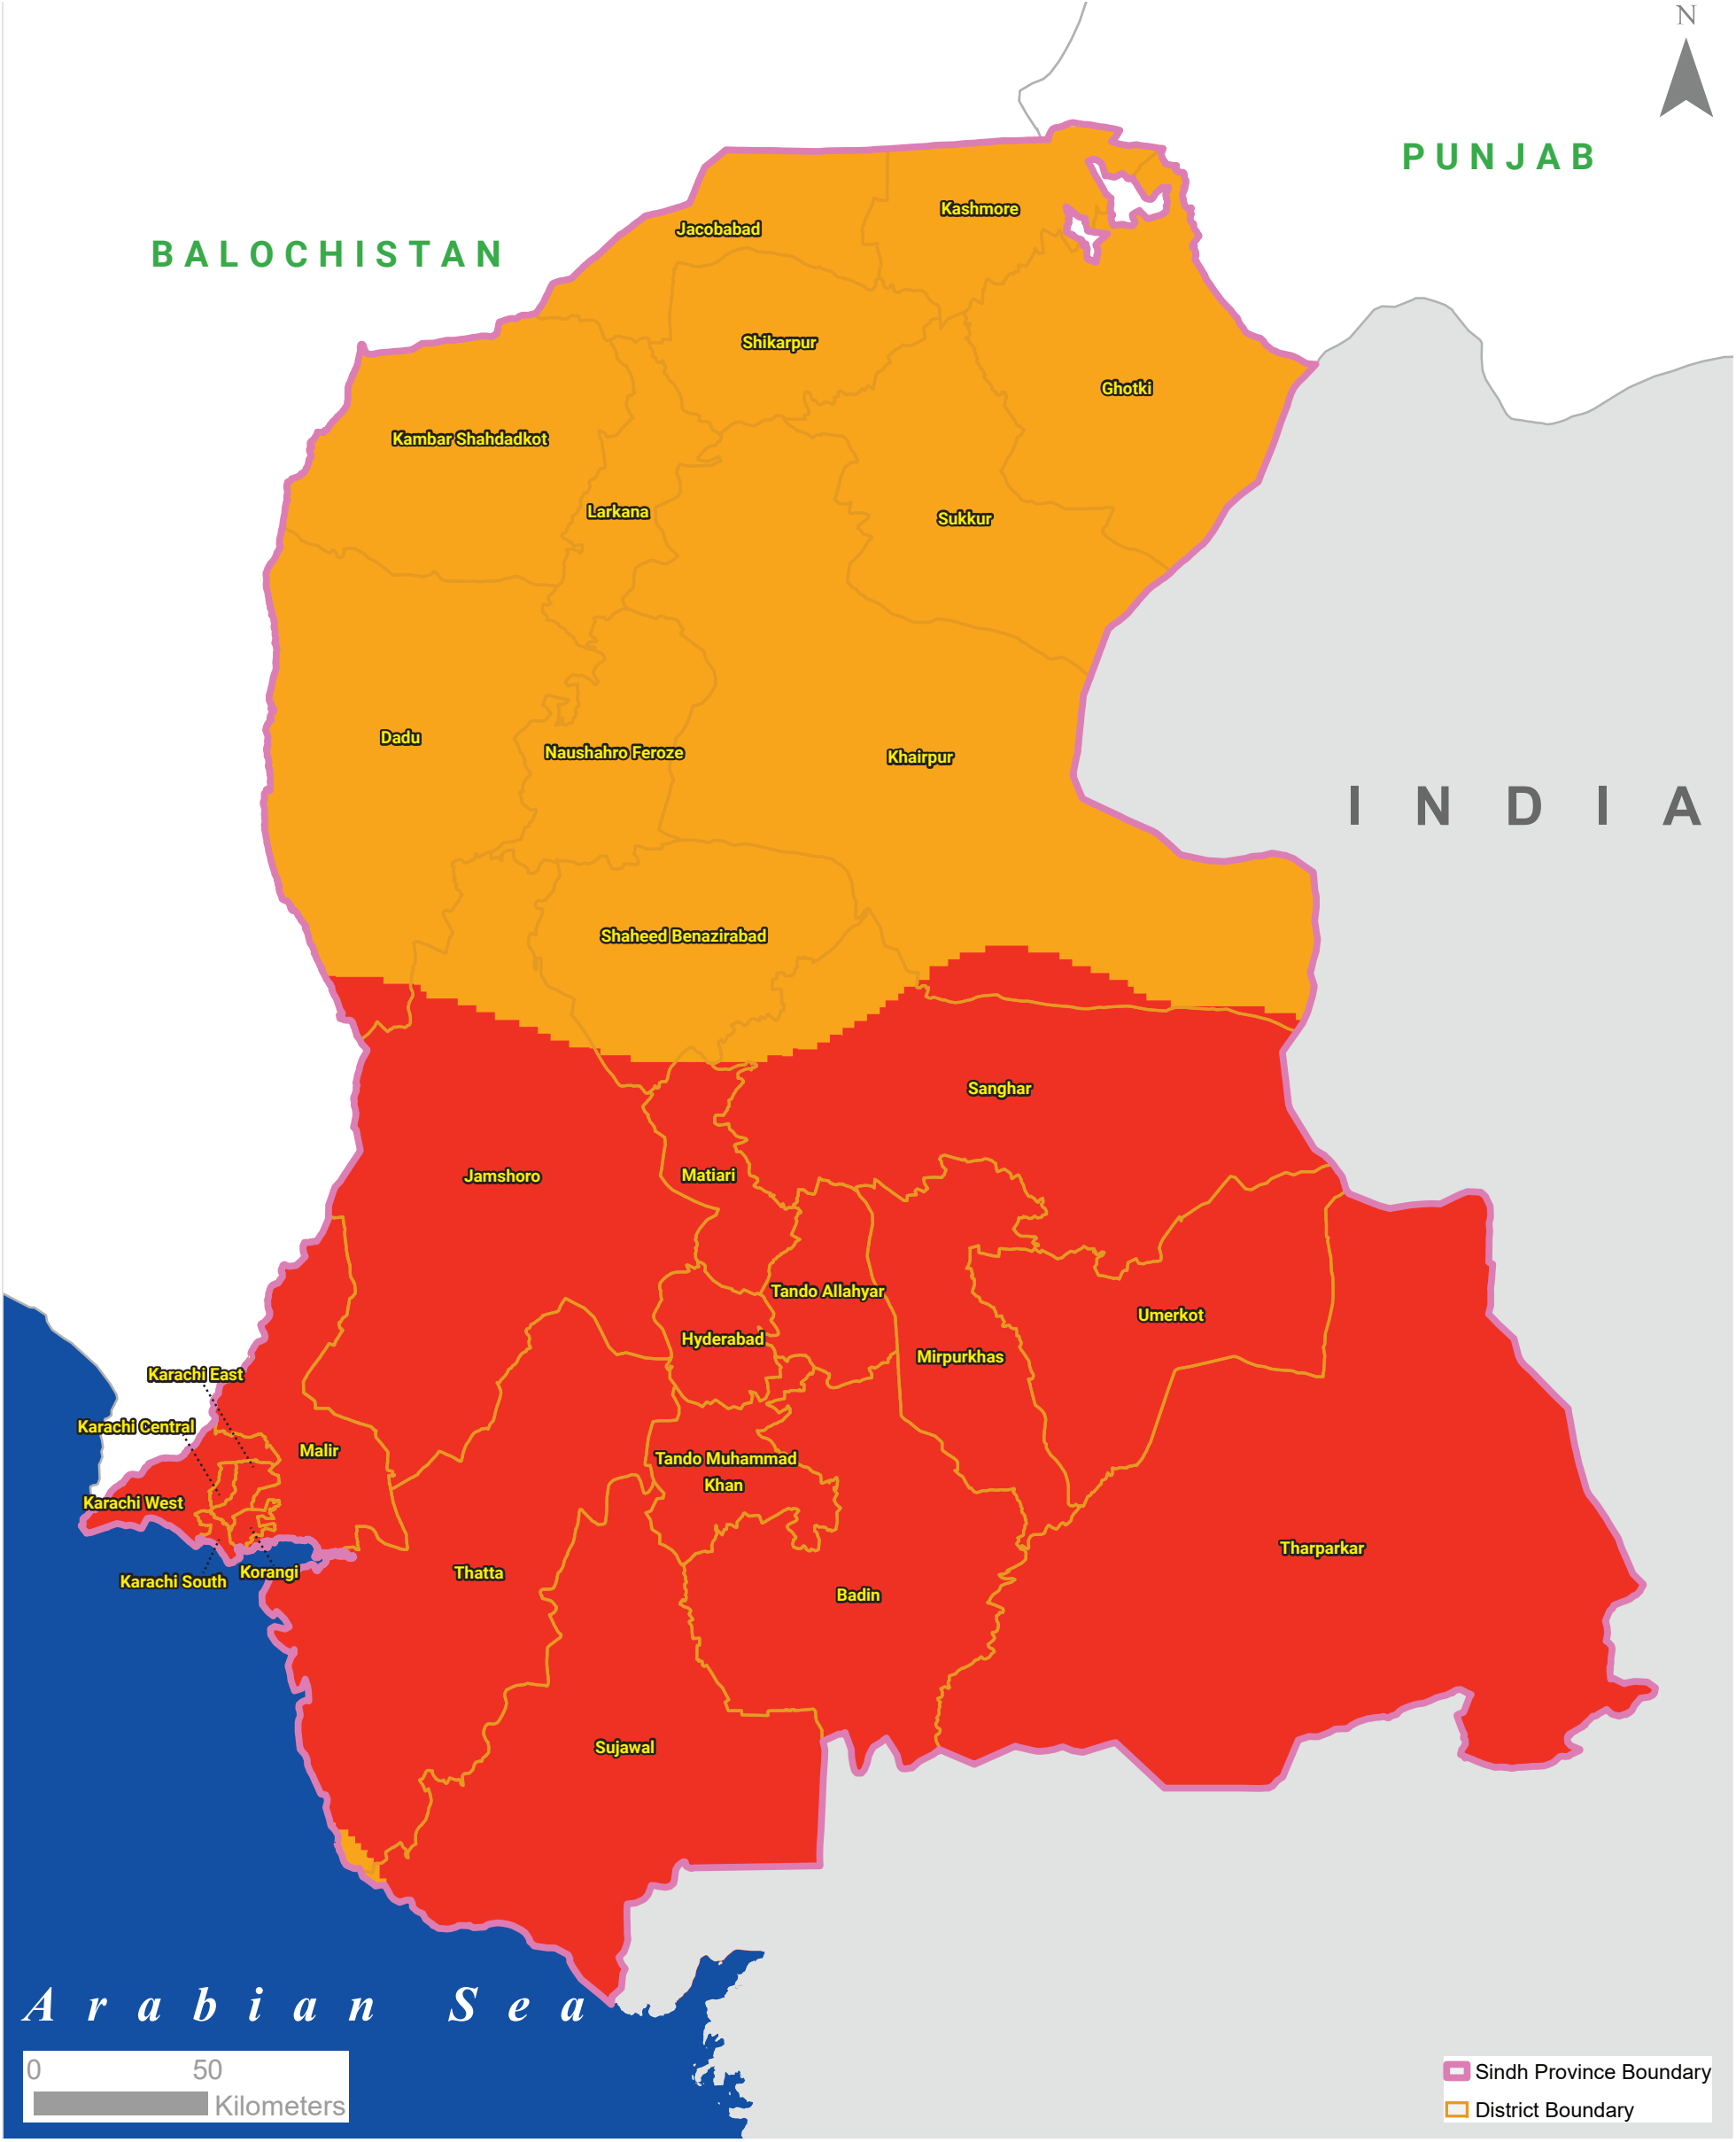 N
PUNJAB
BALOCHISTAN
Kashmore
Jacobabad
Shikarpur
Ghotki
Kambar Shahdadkot
Larkana
Sukkur
Dadu
Naushahro Feroze
Khairpur
INDIA
Shaheed Benazirabad
Sanghar
Jamshoro
Matiari
Tando Allahyar
Umerkot
Hyderabad
Mirpurkhas
Karachi East
Karachi Central
Malir
Tando Muhammad
Khan
Karachi West
Tharparkar
Thatta
Korangi
Karachi South
Badin
Sujawal
Arabian Sea
0 50
Kilometers
Sindh Province Boundary
District Boundary